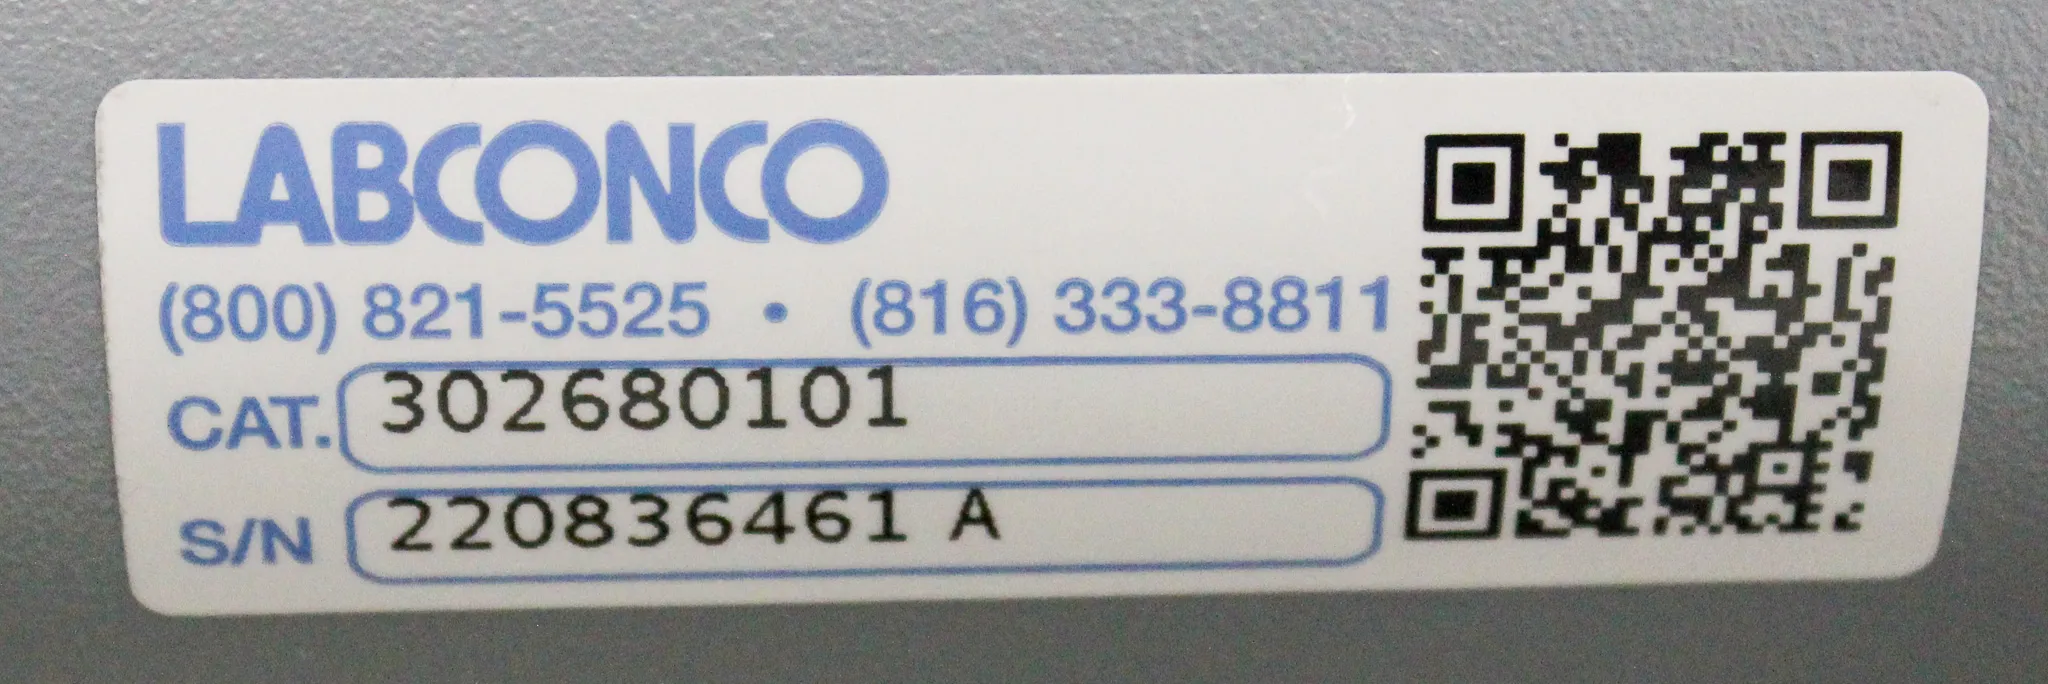 LABCONCO
(800) 821-5525 • (816) 333-8811
CAT. 302680101
S/N 220836461 A